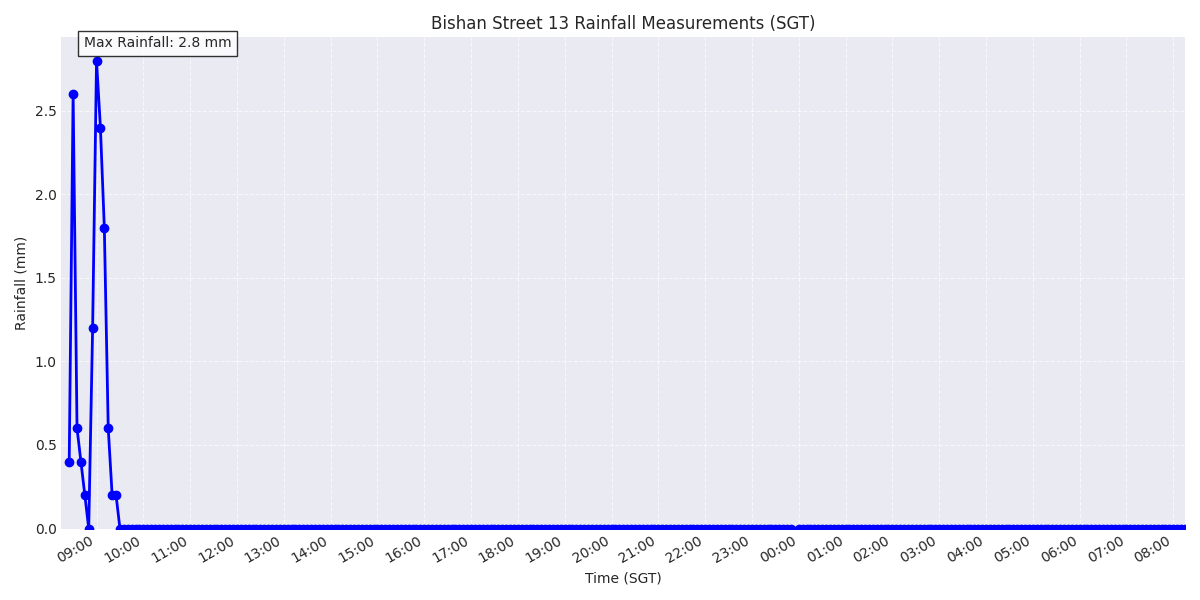 Bishan Street 13 Rainfall Measurements (SGT)
Max Rainfall: 2.8 mm
2.5
2.0
1.5
1.0
0.5
0.0
Rainfall (mm)
09:00 10:00 11:00 12:00 13:00 14:00 15:00 16:00 17:00 18:00 19:00 20:00 21:00 22:00 23:00 00:00 01:00 02:00 03:00 04:00 05:00 06:00 07:00 08:00
Time (SGT)